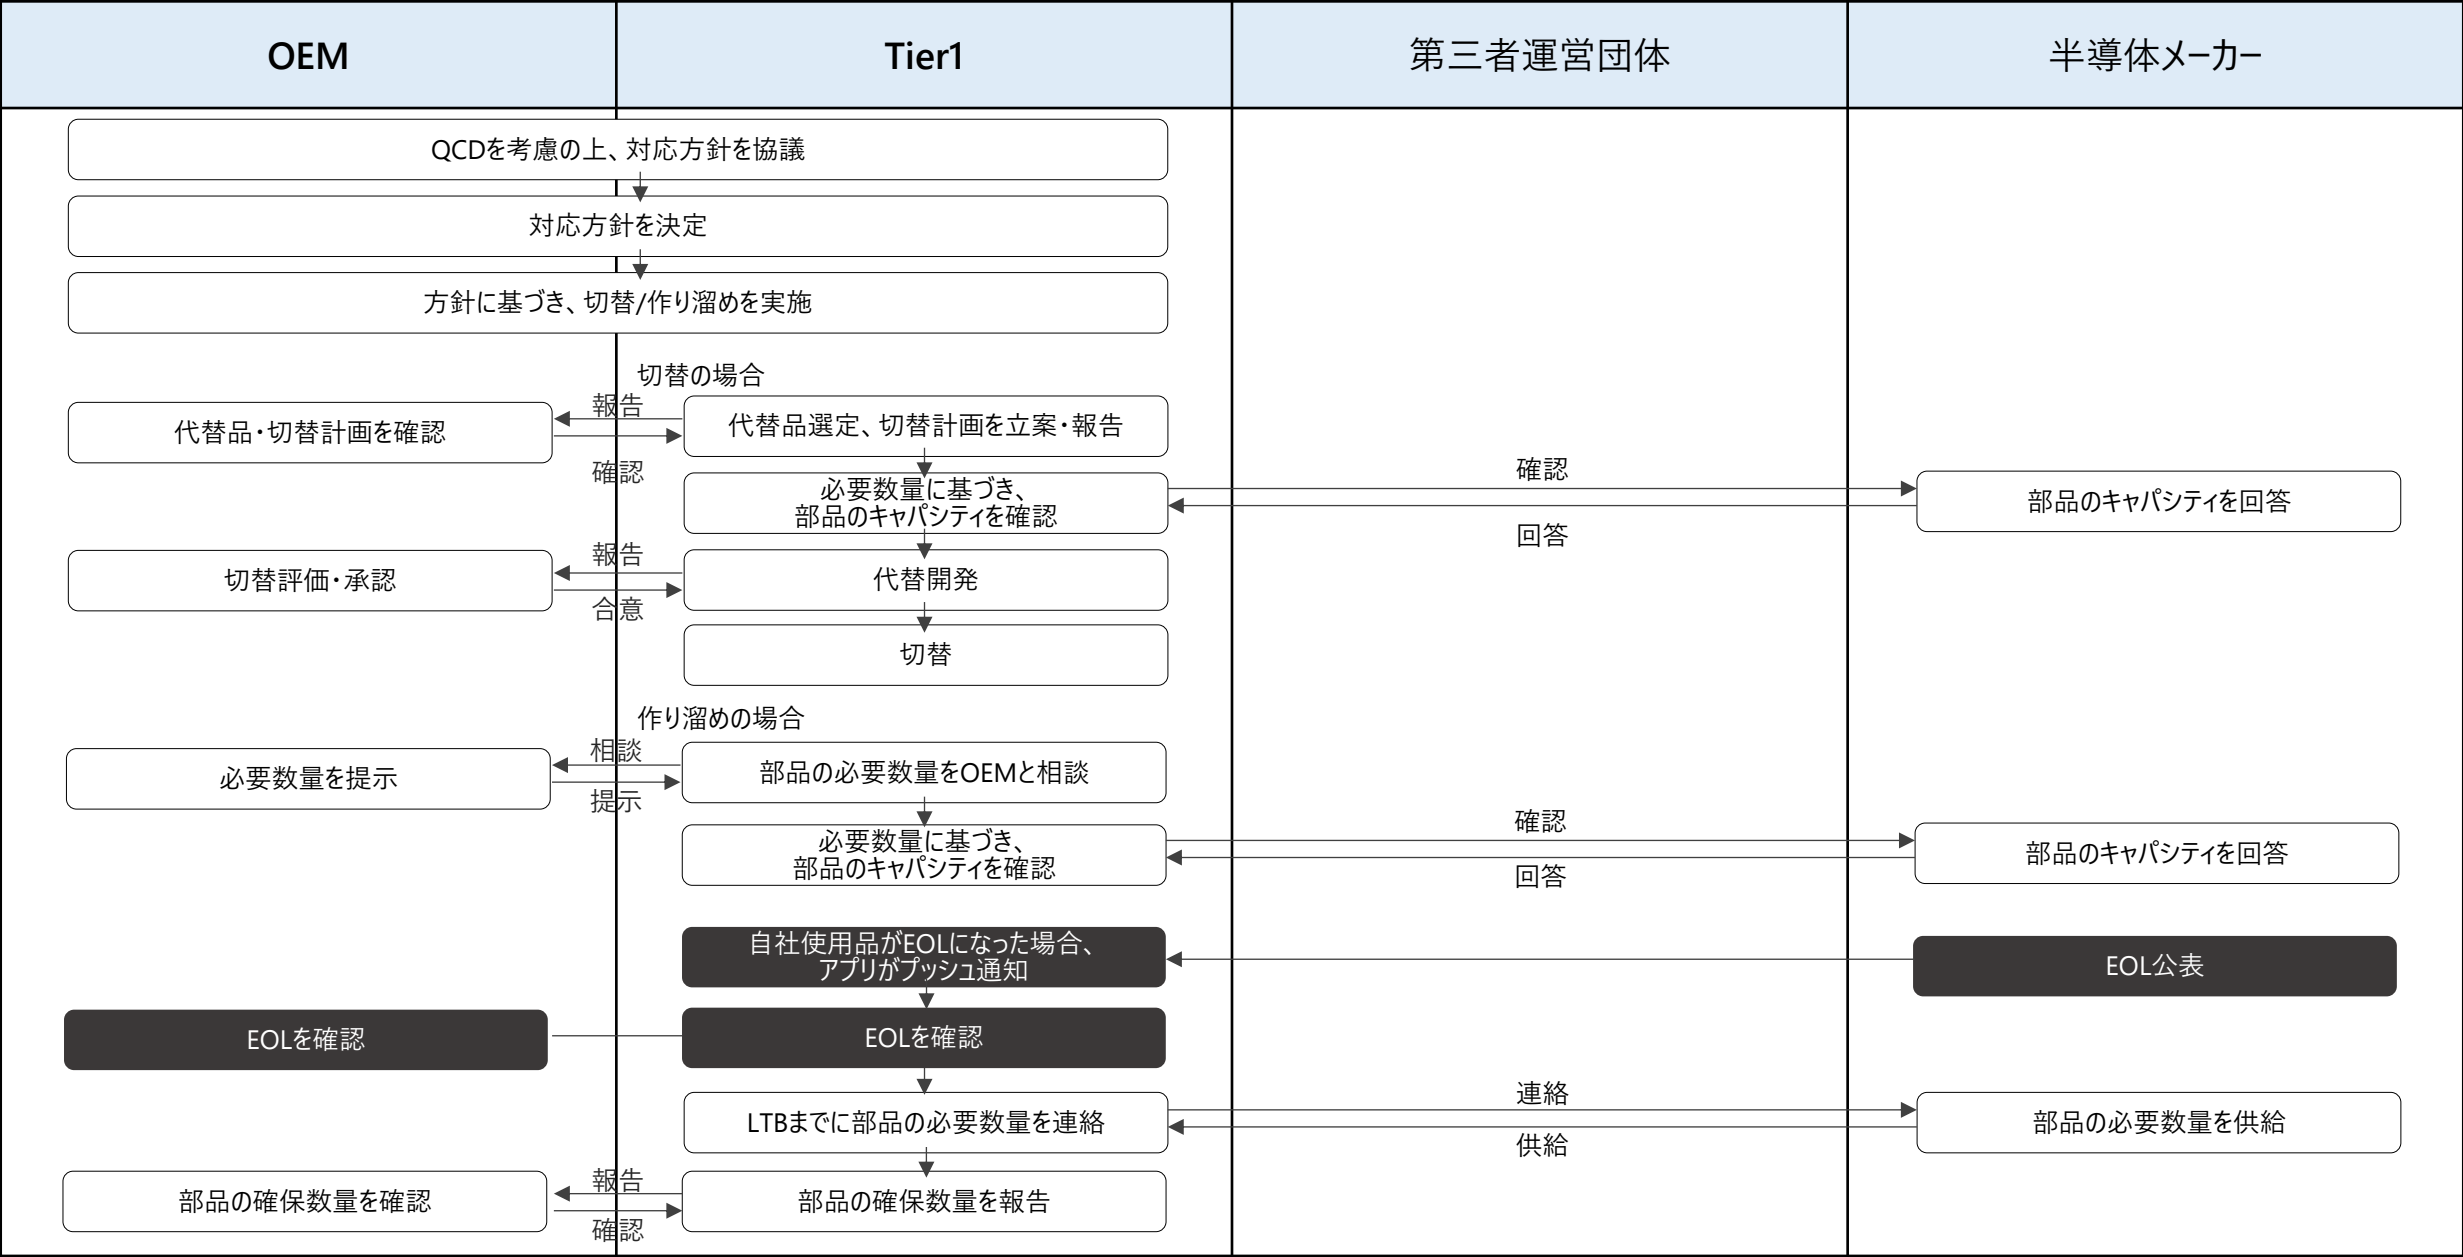 OEM
Tier1
第三者運営団体
半導体メーカー
QCDを考慮の上、対応方針を協議
対応方針を決定
方針に基づき、切替/作り溜めを実施
切替の場合
報告
代替品・切替計画を確認
代替品選定、切替計画を立案・報告
確認
必要数量に基づき、
部品のキャパシティを確認
確認
回答
部品のキャパシティを回答
報告
切替評価・承認
合意
代替開発
切替
作り溜めの場合
相談
必要数量を提示
提示
部品の必要数量をOEMと相談
必要数量に基づき、
部品のキャパシティを確認
確認
回答
部品のキャパシティを回答
自社使用品がEOLになった場合、
アプリがプッシュ通知
EOL公表
EOLを確認
EOLを確認
LTBまでに部品の必要数量を連絡
連絡
供給
部品の必要数量を供給
報告
部品の確保数量を確認
確認
部品の確保数量を報告